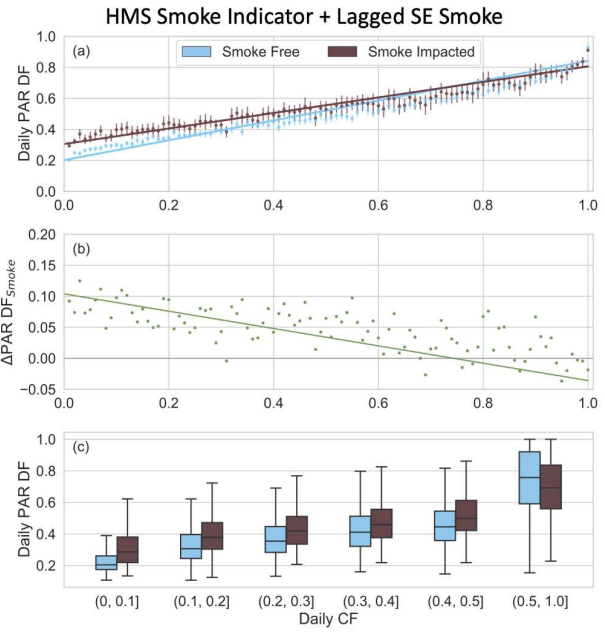 HMS Smoke Indicator + Lagged SE Smoke
Daily PAR DF
1.0
0.8
0.6
0.4
0.2
0.0
(a)
Smoke Free
Smoke Impacted
0.0 0.2 0.4 0.6 0.8 1.0
ΔPAR DF_Smoke
0.20
0.15
0.10
0.05
0.00
−0.05
(b)
0.0 0.2 0.4 0.6 0.8 1.0
Daily PAR DF
1.0
0.8
0.6
0.4
0.2
(c)
(0, 0.1] (0.1, 0.2] (0.2, 0.3] (0.3, 0.4] (0.4, 0.5] (0.5, 1.0]
Daily CF